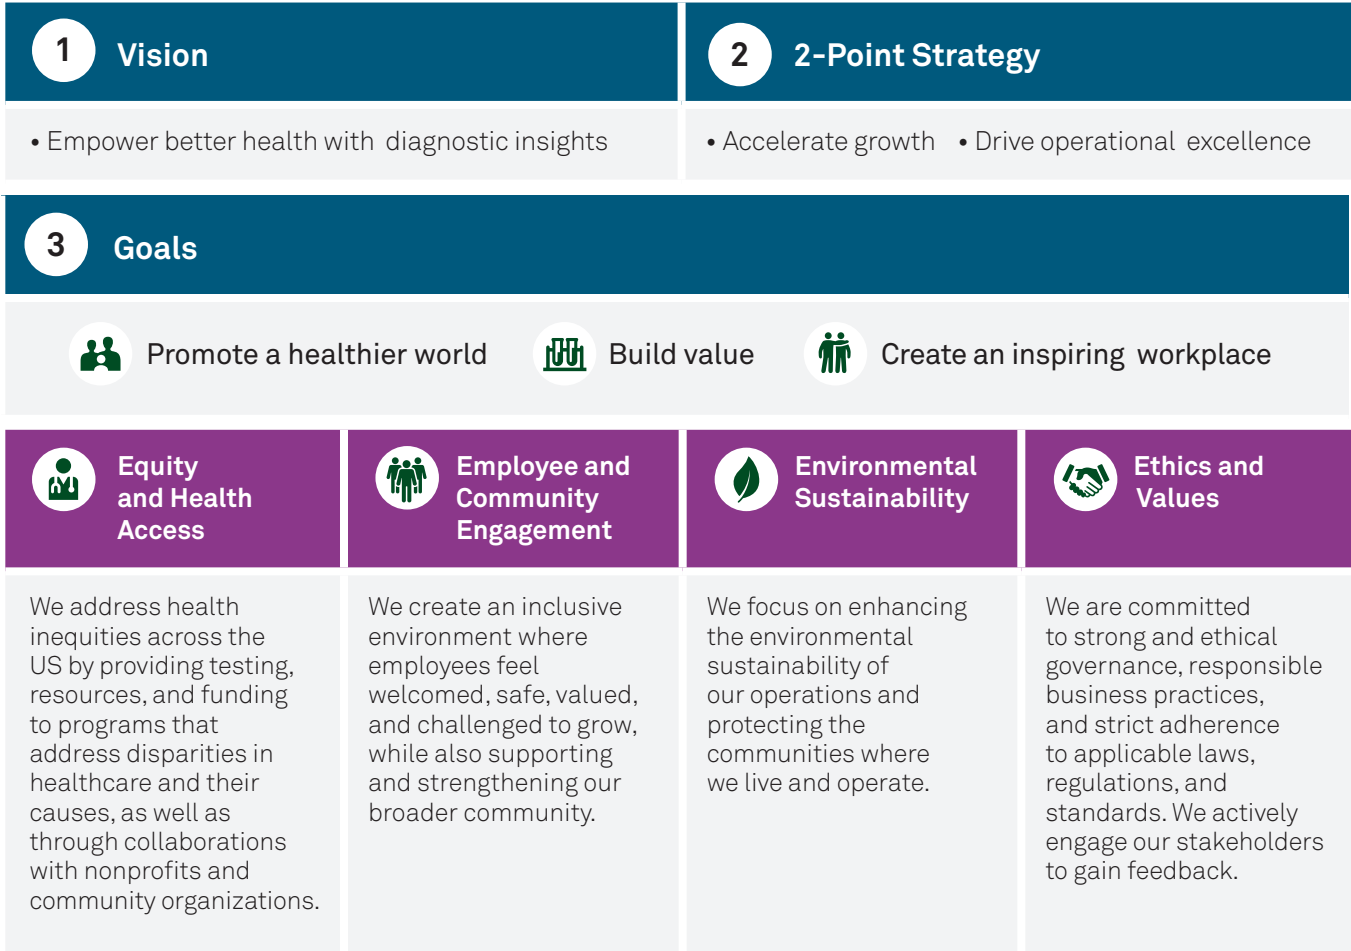 1 Vision
2 2-Point Strategy
• Empower better health with diagnostic insights
• Accelerate growth • Drive operational excellence
3 Goals
Promote a healthier world
Build value
Create an inspiring workplace
Equity
and Health
Access
We address health
inequities across the
US by providing testing,
resources, and funding
to programs that
address disparities in
healthcare and their
causes, as well as
through collaborations
with nonprofits and
community organizations.
Employee and
Community
Engagement
We create an inclusive
environment where
employees feel
welcomed, safe, valued,
and challenged to grow,
while also supporting
and strengthening our
broader community.
Environmental
Sustainability
We focus on enhancing
the environmental
sustainability of
our operations and
protecting the
communities where
we live and operate.
Ethics and
Values
We are committed
to strong and ethical
governance, responsible
business practices,
and strict adherence
to applicable laws,
regulations, and
standards. We actively
engage our stakeholders
to gain feedback.